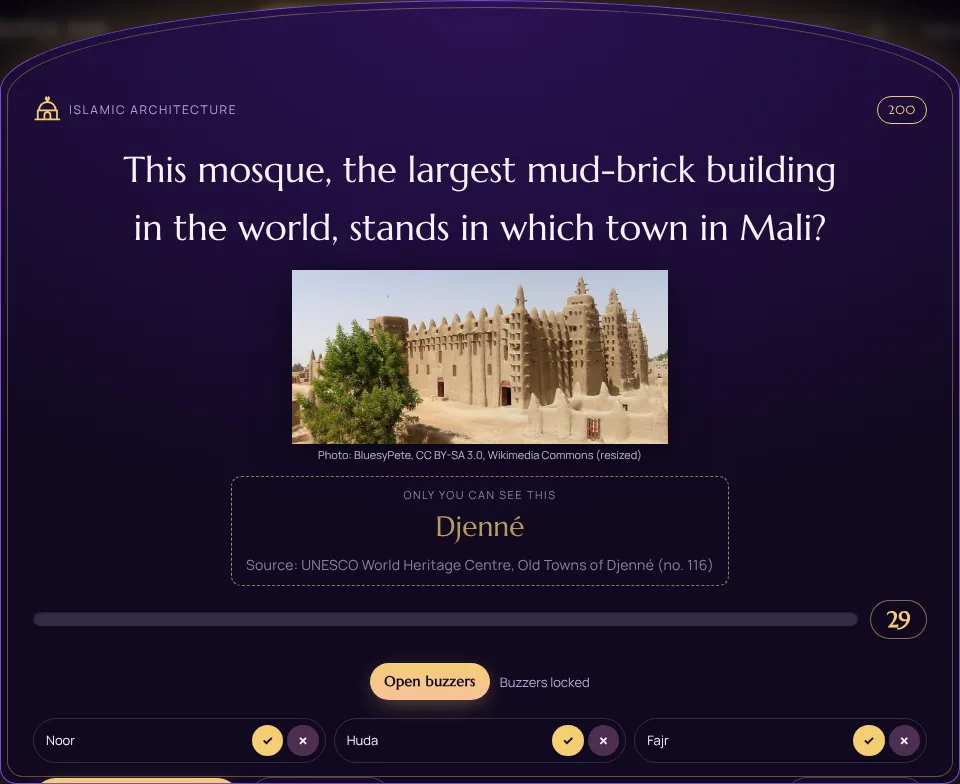 ISLAMIC ARCHITECTURE
200
This mosque, the largest mud-brick building
in the world, stands in which town in Mali?
Photo: BluesyPete, CC BY-SA 3.0, Wikimedia Commons (resized)
ONLY YOU CAN SEE THIS
Djenné
Source: UNESCO World Heritage Centre, Old Towns of Djenné (no. 116)
29
Open buzzers
Buzzers locked
Noor
Huda
Fajr